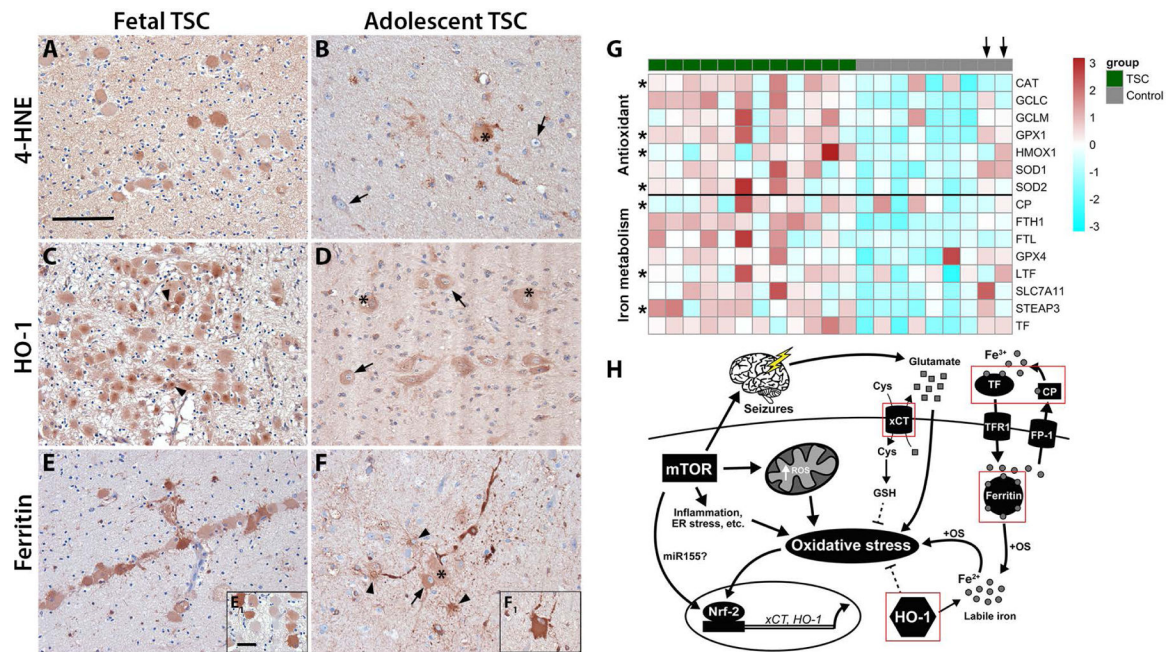 Fetal TSC
Adolescent TSC
A
B
4-HNE
*
C
D
HO-1
*
*
E
F
Ferritin
*
E1
F1
G
group
TSC
Control
3
2
1
0
-1
-2
-3
Antioxidant
* CAT
GCLC
GCLM
* GPX1
* HMOX1
SOD1
* SOD2
Iron metabolism
* CP
FTH1
FTL
GPX4
* LTF
SLC7A11
* STEAP3
TF
H
Seizures
Glutamate
Fe3+
TF
CP
Cys
xCT
Cys
TFR1
FP-1
mTOR
ROS
GSH
Ferritin
Inflammation,
ER stress, etc.
miR155?
Oxidative stress
+OS
+OS
Fe2+
Labile iron
Nrf-2
xCT, HO-1
HO-1